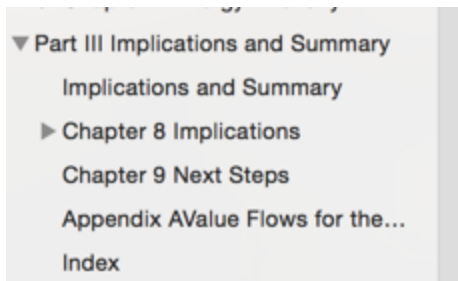 Part III Implications and Summary
Implications and Summary
Chapter 8 Implications
Chapter 9 Next Steps
Appendix AValue Flows for the...
Index